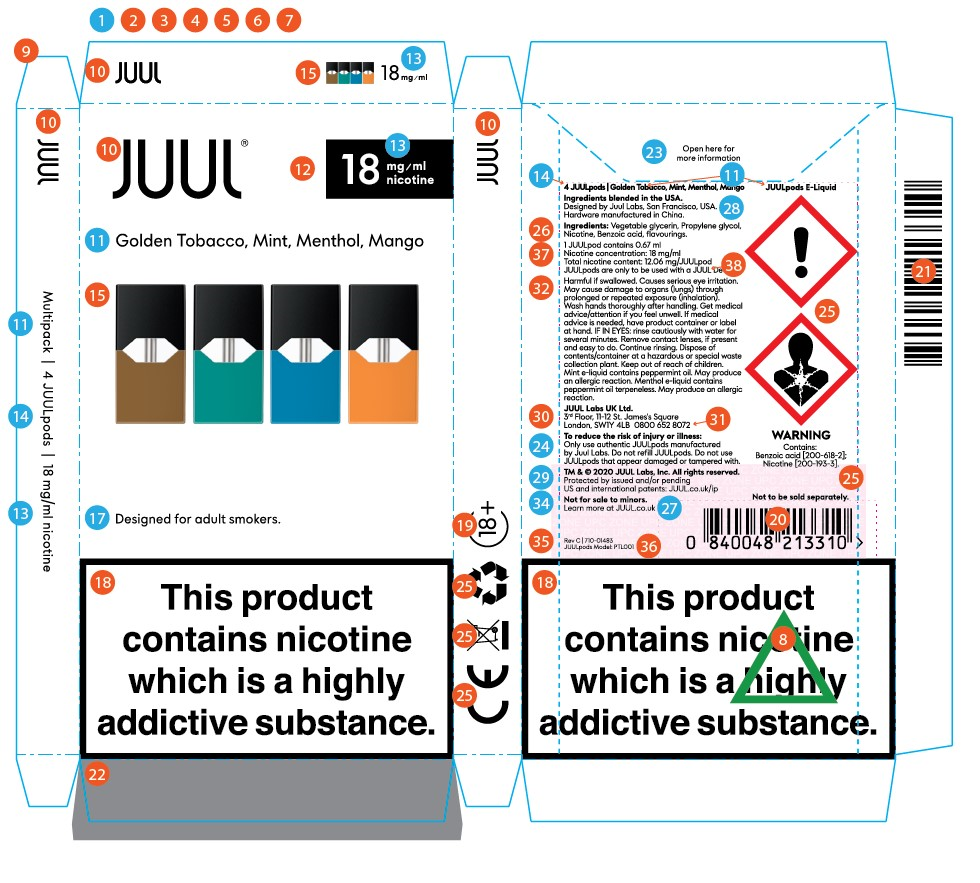 1 2 3 4 5 6 7
9
10 JUUL 15 18 mg/ml 13
10
JUUL
11
Multipack | 4 JUULpods | 18 mg/ml nicotine
14
13
10 JUUL®
12
18 mg/ml
nicotine
13
11 Golden Tobacco, Mint, Menthol, Mango
15
17 Designed for adult smokers.
18
This product
contains nicotine
which is a highly
addictive substance.
22
10
JUUL
19 18+
25
25
CE
25
23 Open here for
more information
14 11
4 JUULpods | Golden Tobacco, Mint, Menthol, Mango
JUULpods E-Liquid
Ingredients blended in the USA.
Designed by Juul Labs, San Francisco, USA. 28
Hardware manufactured in China.
26 Ingredients: Vegetable glycerin, Propylene glycol,
Nicotine, Benzoic acid, flavourings.
37 1 JUULpod contains 0.67 ml
Nicotine concentration: 18 mg/ml
Total nicotine content: 12.06 mg/JUULpod
JUULpods are only to be used with a JUUL De 38
32 Harmful if swallowed. Causes serious eye irritation.
May cause damage to organs (lungs) through
prolonged or repeated exposure (inhalation).
Wash hands thoroughly after handling. Get medical
advice/attention if you feel unwell. If medical
advice is needed, have product container or label
at hand. IF IN EYES: rinse cautiously with water for
several minutes. Remove contact lenses, if present
and easy to do. Continue rinsing. Dispose of
contents/container at a hazardous or special waste
collection plant. Keep out of reach of children.
Mint e-liquid contains peppermint oil. May produce
an allergic reaction. Menthol e-liquid contains
peppermint oil terpeneless. May produce an allergic
reaction.
30 JUUL Labs UK Ltd.
3rd Floor, 11-12 St. James's Square
London, SW1Y 4LB 0800 652 8072 31
24 To reduce the risk of injury or illness:
Only use authentic JUULpods manufactured
by Juul Labs. Do not refill JUULpods. Do not use
JUULpods that appear damaged or tampered with.
29 TM & © 2020 JUUL Labs, Inc. All rights reserved.
Protected by issued and/or pending
US and international patents: JUUL.co.uk/ip
34 Not for sale to minors.
Learn more at JUUL.co.uk 27
35 Rev C | 710-01483
JUULpods Model: PTL001 36
25
WARNING
Contains:
Benzoic acid [200-618-2];
Nicotine [200-193-3].
25
Not to be sold separately.
20
0 840048 213310 >
18
This product
contains nicotine
which is a highly
addictive substance.
8
21